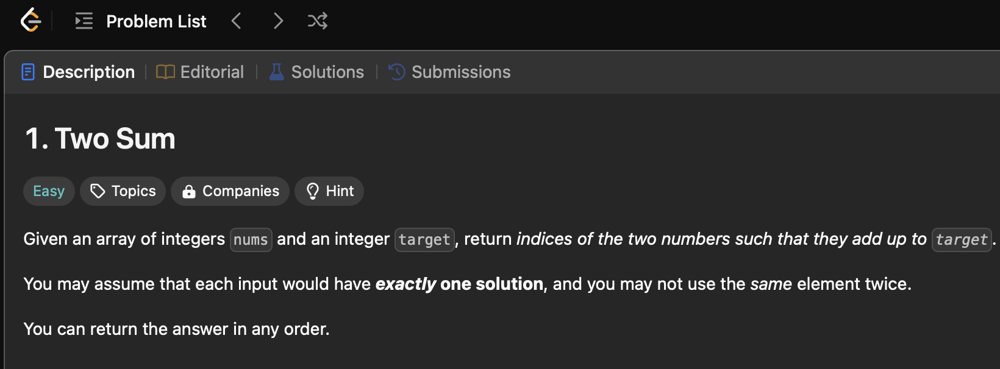 Problem List
Description | Editorial | Solutions | Submissions
1. Two Sum
Easy Topics Companies Hint
Given an array of integers nums and an integer target, return indices of the two numbers such that they add up to target.
You may assume that each input would have exactly one solution, and you may not use the same element twice.
You can return the answer in any order.